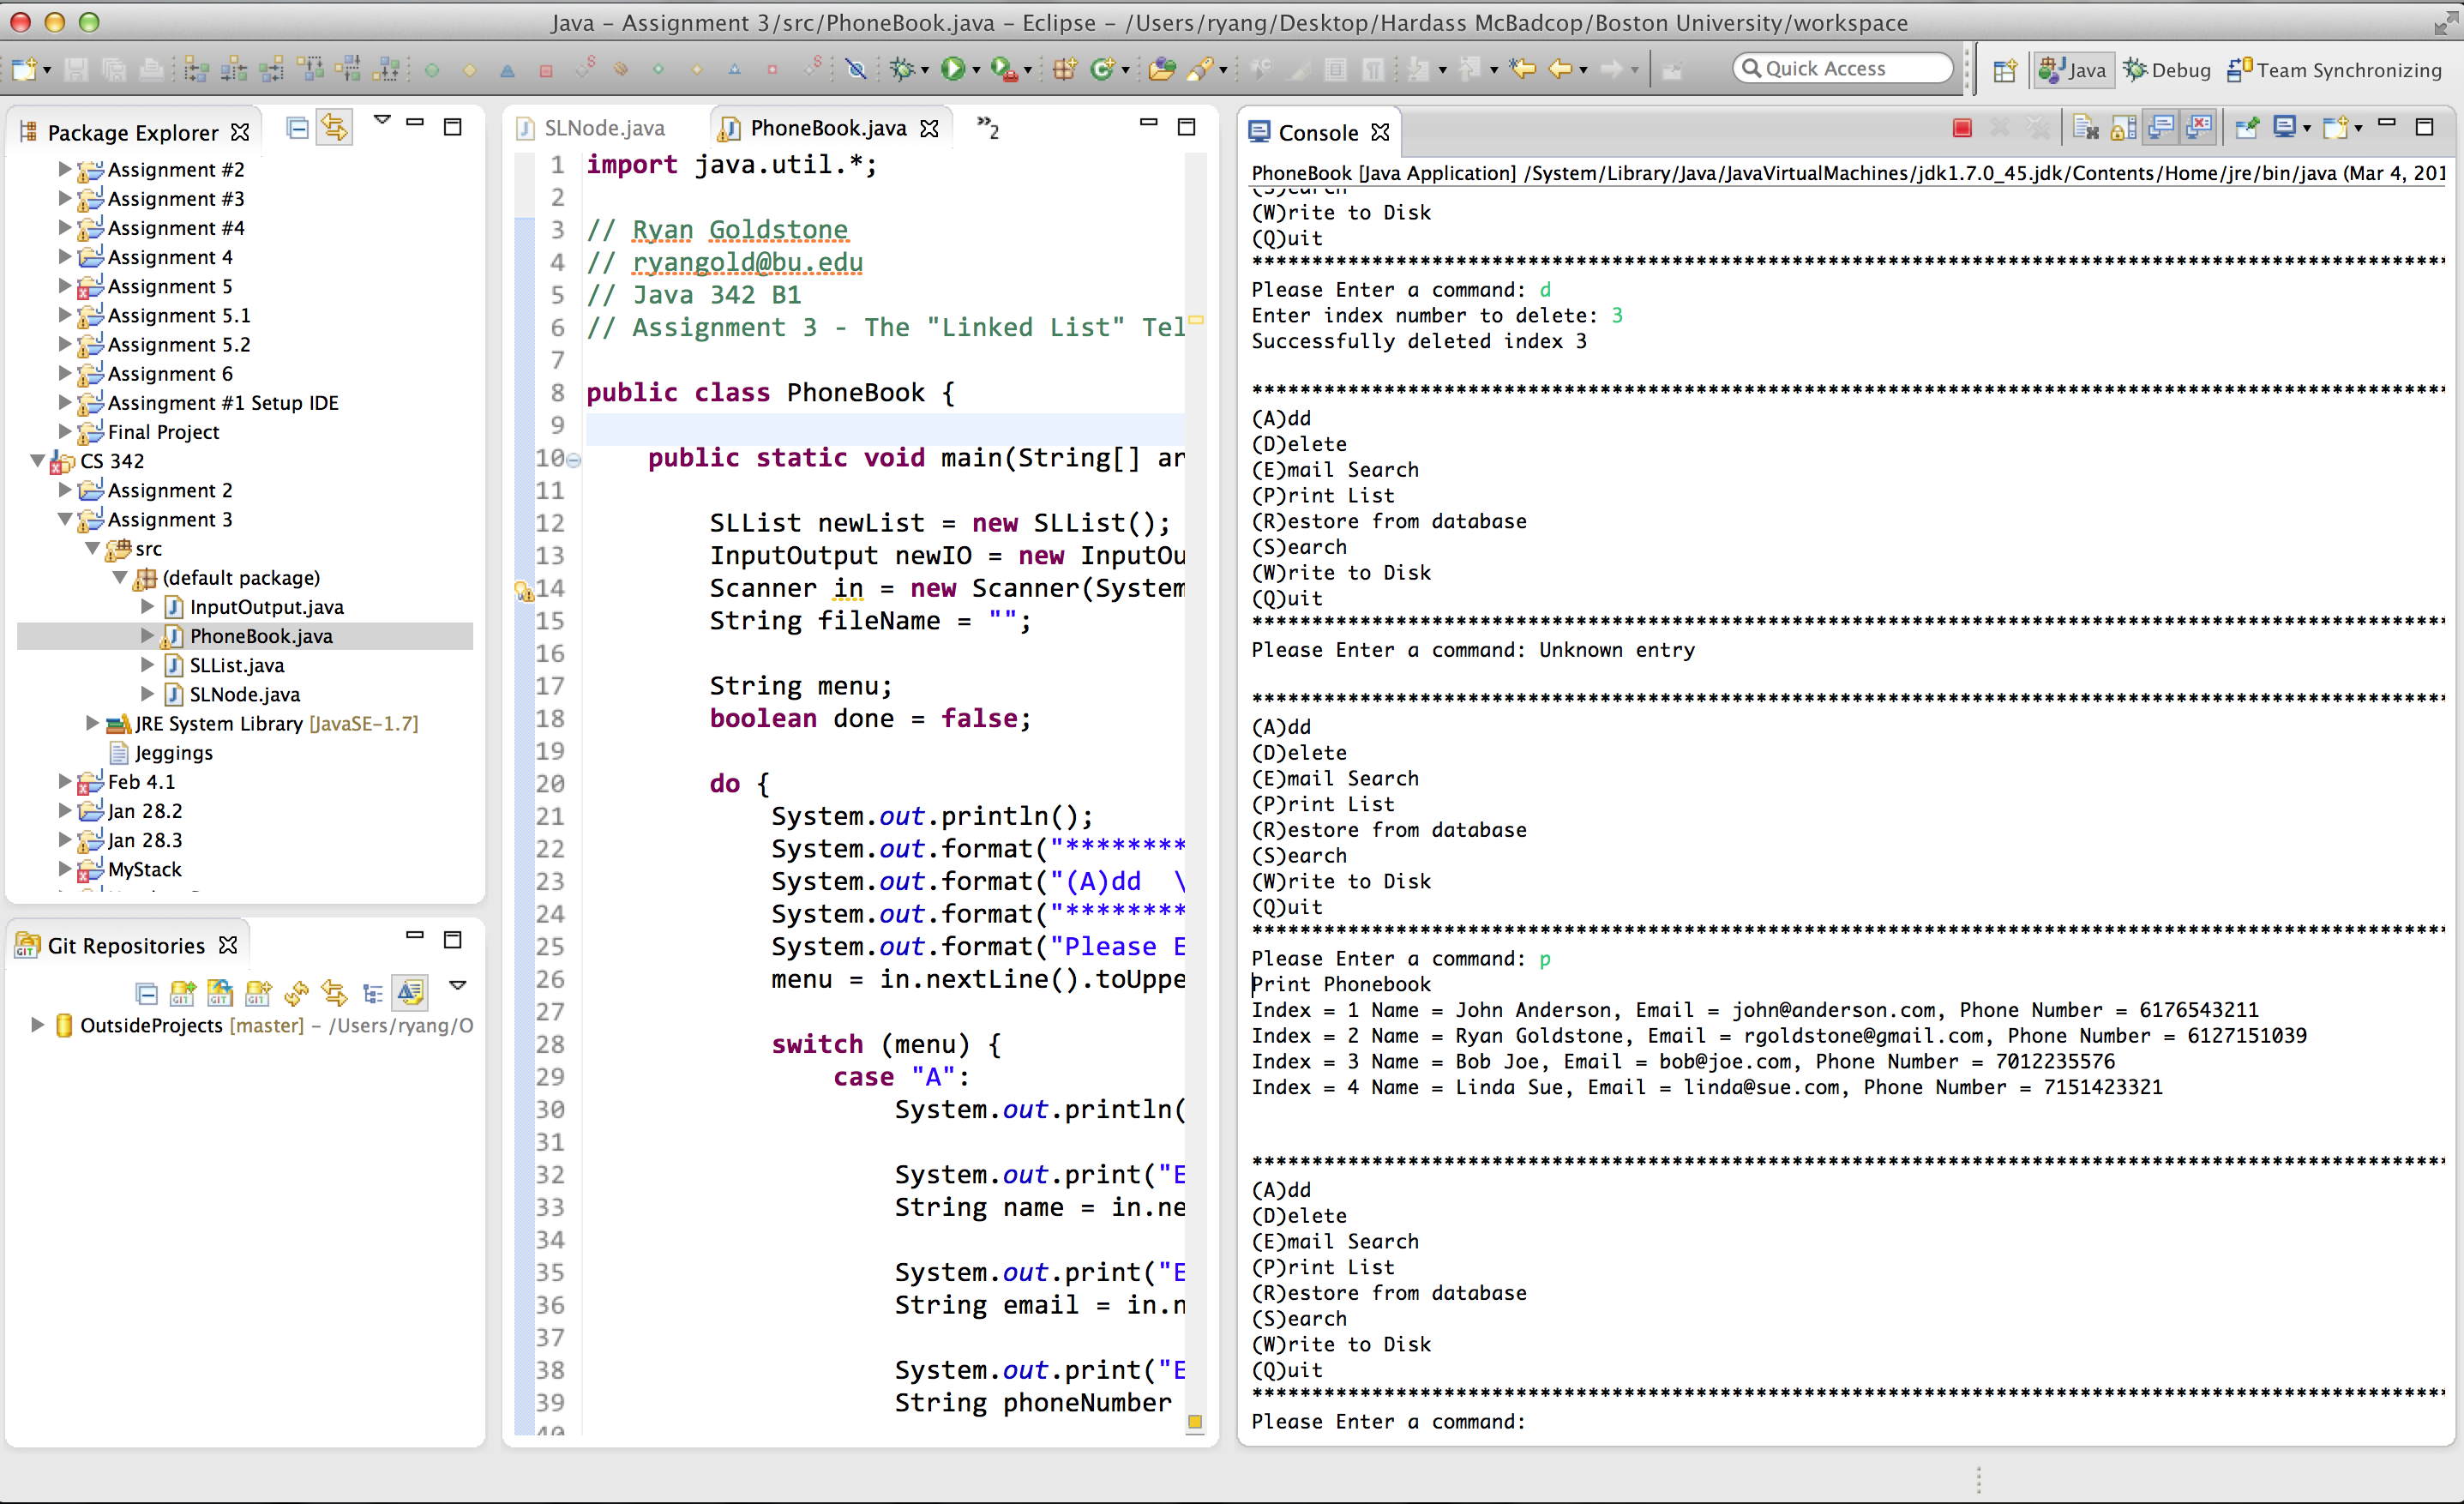 Java – Assignment 3/src/PhoneBook.java – Eclipse – /Users/ryang/Desktop/Hardass McBadcop/Boston University/workspace
Quick Access
Java
Debug
Team Synchronizing
Package Explorer
Assignment #2
Assignment #3
Assignment #4
Assignment 4
Assignment 5
Assignment 5.1
Assignment 5.2
Assignment 6
Assingment #1 Setup IDE
Final Project
CS 342
Assignment 2
Assignment 3
src
(default package)
InputOutput.java
PhoneBook.java
SLList.java
SLNode.java
JRE System Library [JavaSE-1.7]
Jeggings
Feb 4.1
Jan 28.2
Jan 28.3
MyStack
Git Repositories
OutsideProjects [master] – /Users/ryang/O
SLNode.java
PhoneBook.java
»2
1 import java.util.*;
2
3 // Ryan Goldstone
4 // ryangold@bu.edu
5 // Java 342 B1
6 // Assignment 3 - The "Linked List" Tel
7
8 public class PhoneBook {
9
10 public static void main(String[] ar
11
12 SLList newList = new SLList();
13 InputOutput newIO = new InputOu
14 Scanner in = new Scanner(System
15 String fileName = "";
16
17 String menu;
18 boolean done = false;
19
20 do {
21 System.out.println();
22 System.out.format("********
23 System.out.format("(A)dd \
24 System.out.format("********
25 System.out.format("Please E
26 menu = in.nextLine().toUppe
27
28 switch (menu) {
29 case "A":
30 System.out.println(
31
32 System.out.print("E
33 String name = in.ne
34
35 System.out.print("E
36 String email = in.n
37
38 System.out.print("E
39 String phoneNumber
40
Console
PhoneBook [Java Application] /System/Library/Java/JavaVirtualMachines/jdk1.7.0_45.jdk/Contents/Home/jre/bin/java (Mar 4, 201
(S)earch
(W)rite to Disk
(Q)uit
****************************************************************************************************
Please Enter a command: d
Enter index number to delete: 3
Successfully deleted index 3
****************************************************************************************************
(A)dd
(D)elete
(E)mail Search
(P)rint List
(R)estore from database
(S)earch
(W)rite to Disk
(Q)uit
****************************************************************************************************
Please Enter a command: Unknown entry
****************************************************************************************************
(A)dd
(D)elete
(E)mail Search
(P)rint List
(R)estore from database
(S)earch
(W)rite to Disk
(Q)uit
****************************************************************************************************
Please Enter a command: p
Print Phonebook
Index = 1 Name = John Anderson, Email = john@anderson.com, Phone Number = 6176543211
Index = 2 Name = Ryan Goldstone, Email = rgoldstone@gmail.com, Phone Number = 6127151039
Index = 3 Name = Bob Joe, Email = bob@joe.com, Phone Number = 7012235576
Index = 4 Name = Linda Sue, Email = linda@sue.com, Phone Number = 7151423321
****************************************************************************************************
(A)dd
(D)elete
(E)mail Search
(P)rint List
(R)estore from database
(S)earch
(W)rite to Disk
(Q)uit
****************************************************************************************************
Please Enter a command: